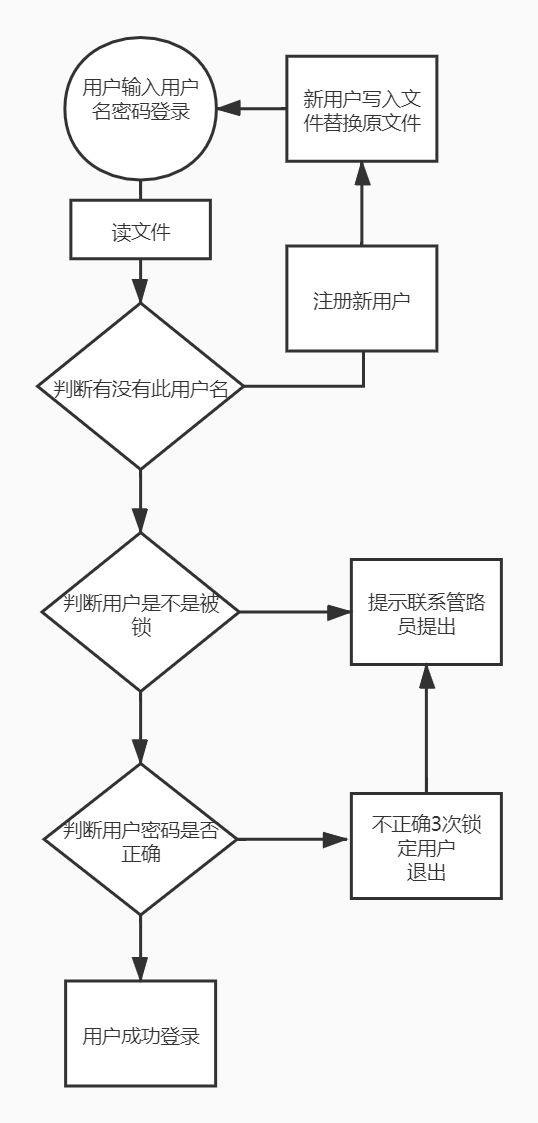 用户输入用户
名密码登录
新用户写入文
件替换原文件
读文件
注册新用户
判断有没有此用户名
判断用户是不是被
锁
提示联系管路
员提出
判断用户密码是否
正确
不正确3次锁
定用户
退出
用户成功登录